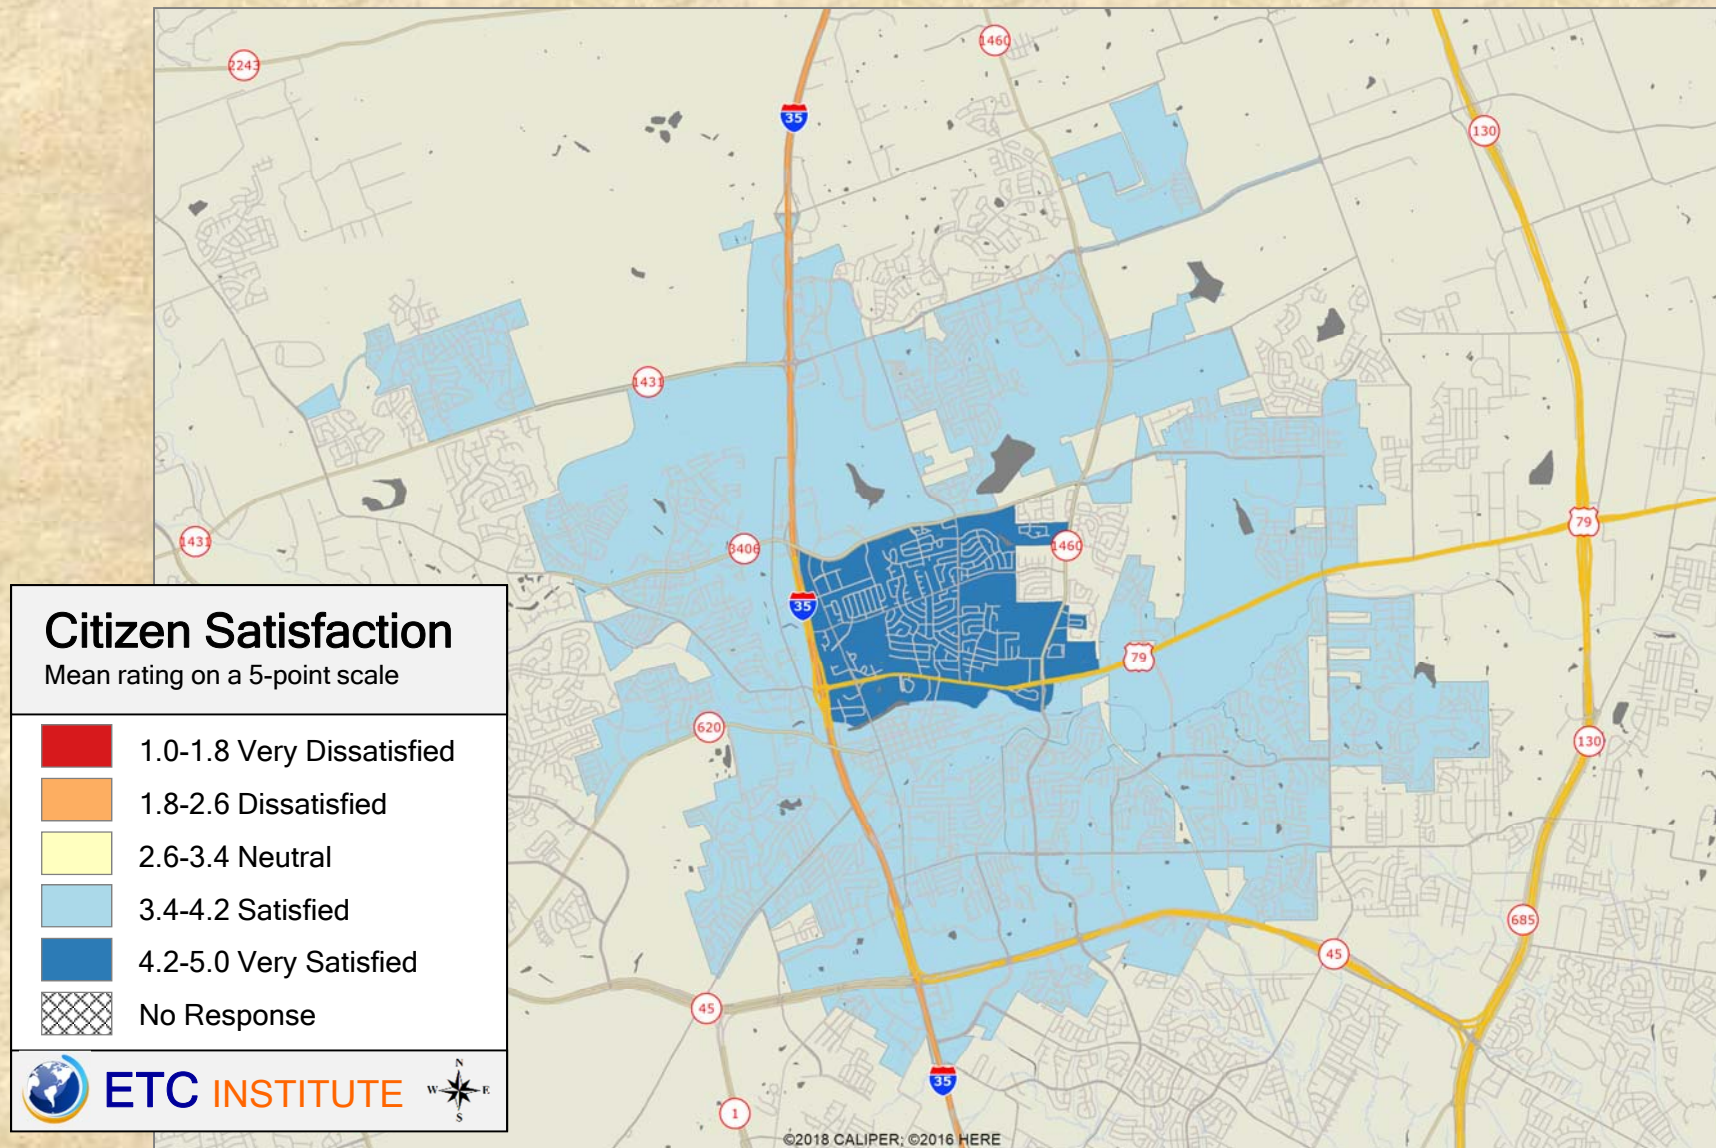 2243
1460
35
130
1431
79
1431
3406
1460
35
79
620
130
685
45
45
35
1
Citizen Satisfaction
Mean rating on a 5-point scale
1.0-1.8 Very Dissatisfied
1.8-2.6 Dissatisfied
2.6-3.4 Neutral
3.4-4.2 Satisfied
4.2-5.0 Very Satisfied
No Response
ETC INSTITUTE
N
W E
S
©2018 CALIPER; ©2016 HERE